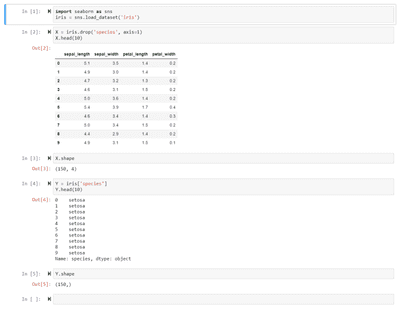 In [1]: import seaborn as sns
iris = sns.load_dataset('iris')
In [2]: X = iris.drop('species', axis=1)
X.head(10)
Out[2]:
sepal_length sepal_width petal_length petal_width
0 5.1 3.5 1.4 0.2
1 4.9 3.0 1.4 0.2
2 4.7 3.2 1.3 0.2
3 4.6 3.1 1.5 0.2
4 5.0 3.6 1.4 0.2
5 5.4 3.9 1.7 0.4
6 4.6 3.4 1.4 0.3
7 5.0 3.4 1.5 0.2
8 4.4 2.9 1.4 0.2
9 4.9 3.1 1.5 0.1
In [3]: X.shape
Out[3]: (150, 4)
In [4]: Y = iris['species']
Y.head(10)
Out[4]: 0 setosa
1 setosa
2 setosa
3 setosa
4 setosa
5 setosa
6 setosa
7 setosa
8 setosa
9 setosa
Name: species, dtype: object
In [5]: Y.shape
Out[5]: (150,)
In [ ]: